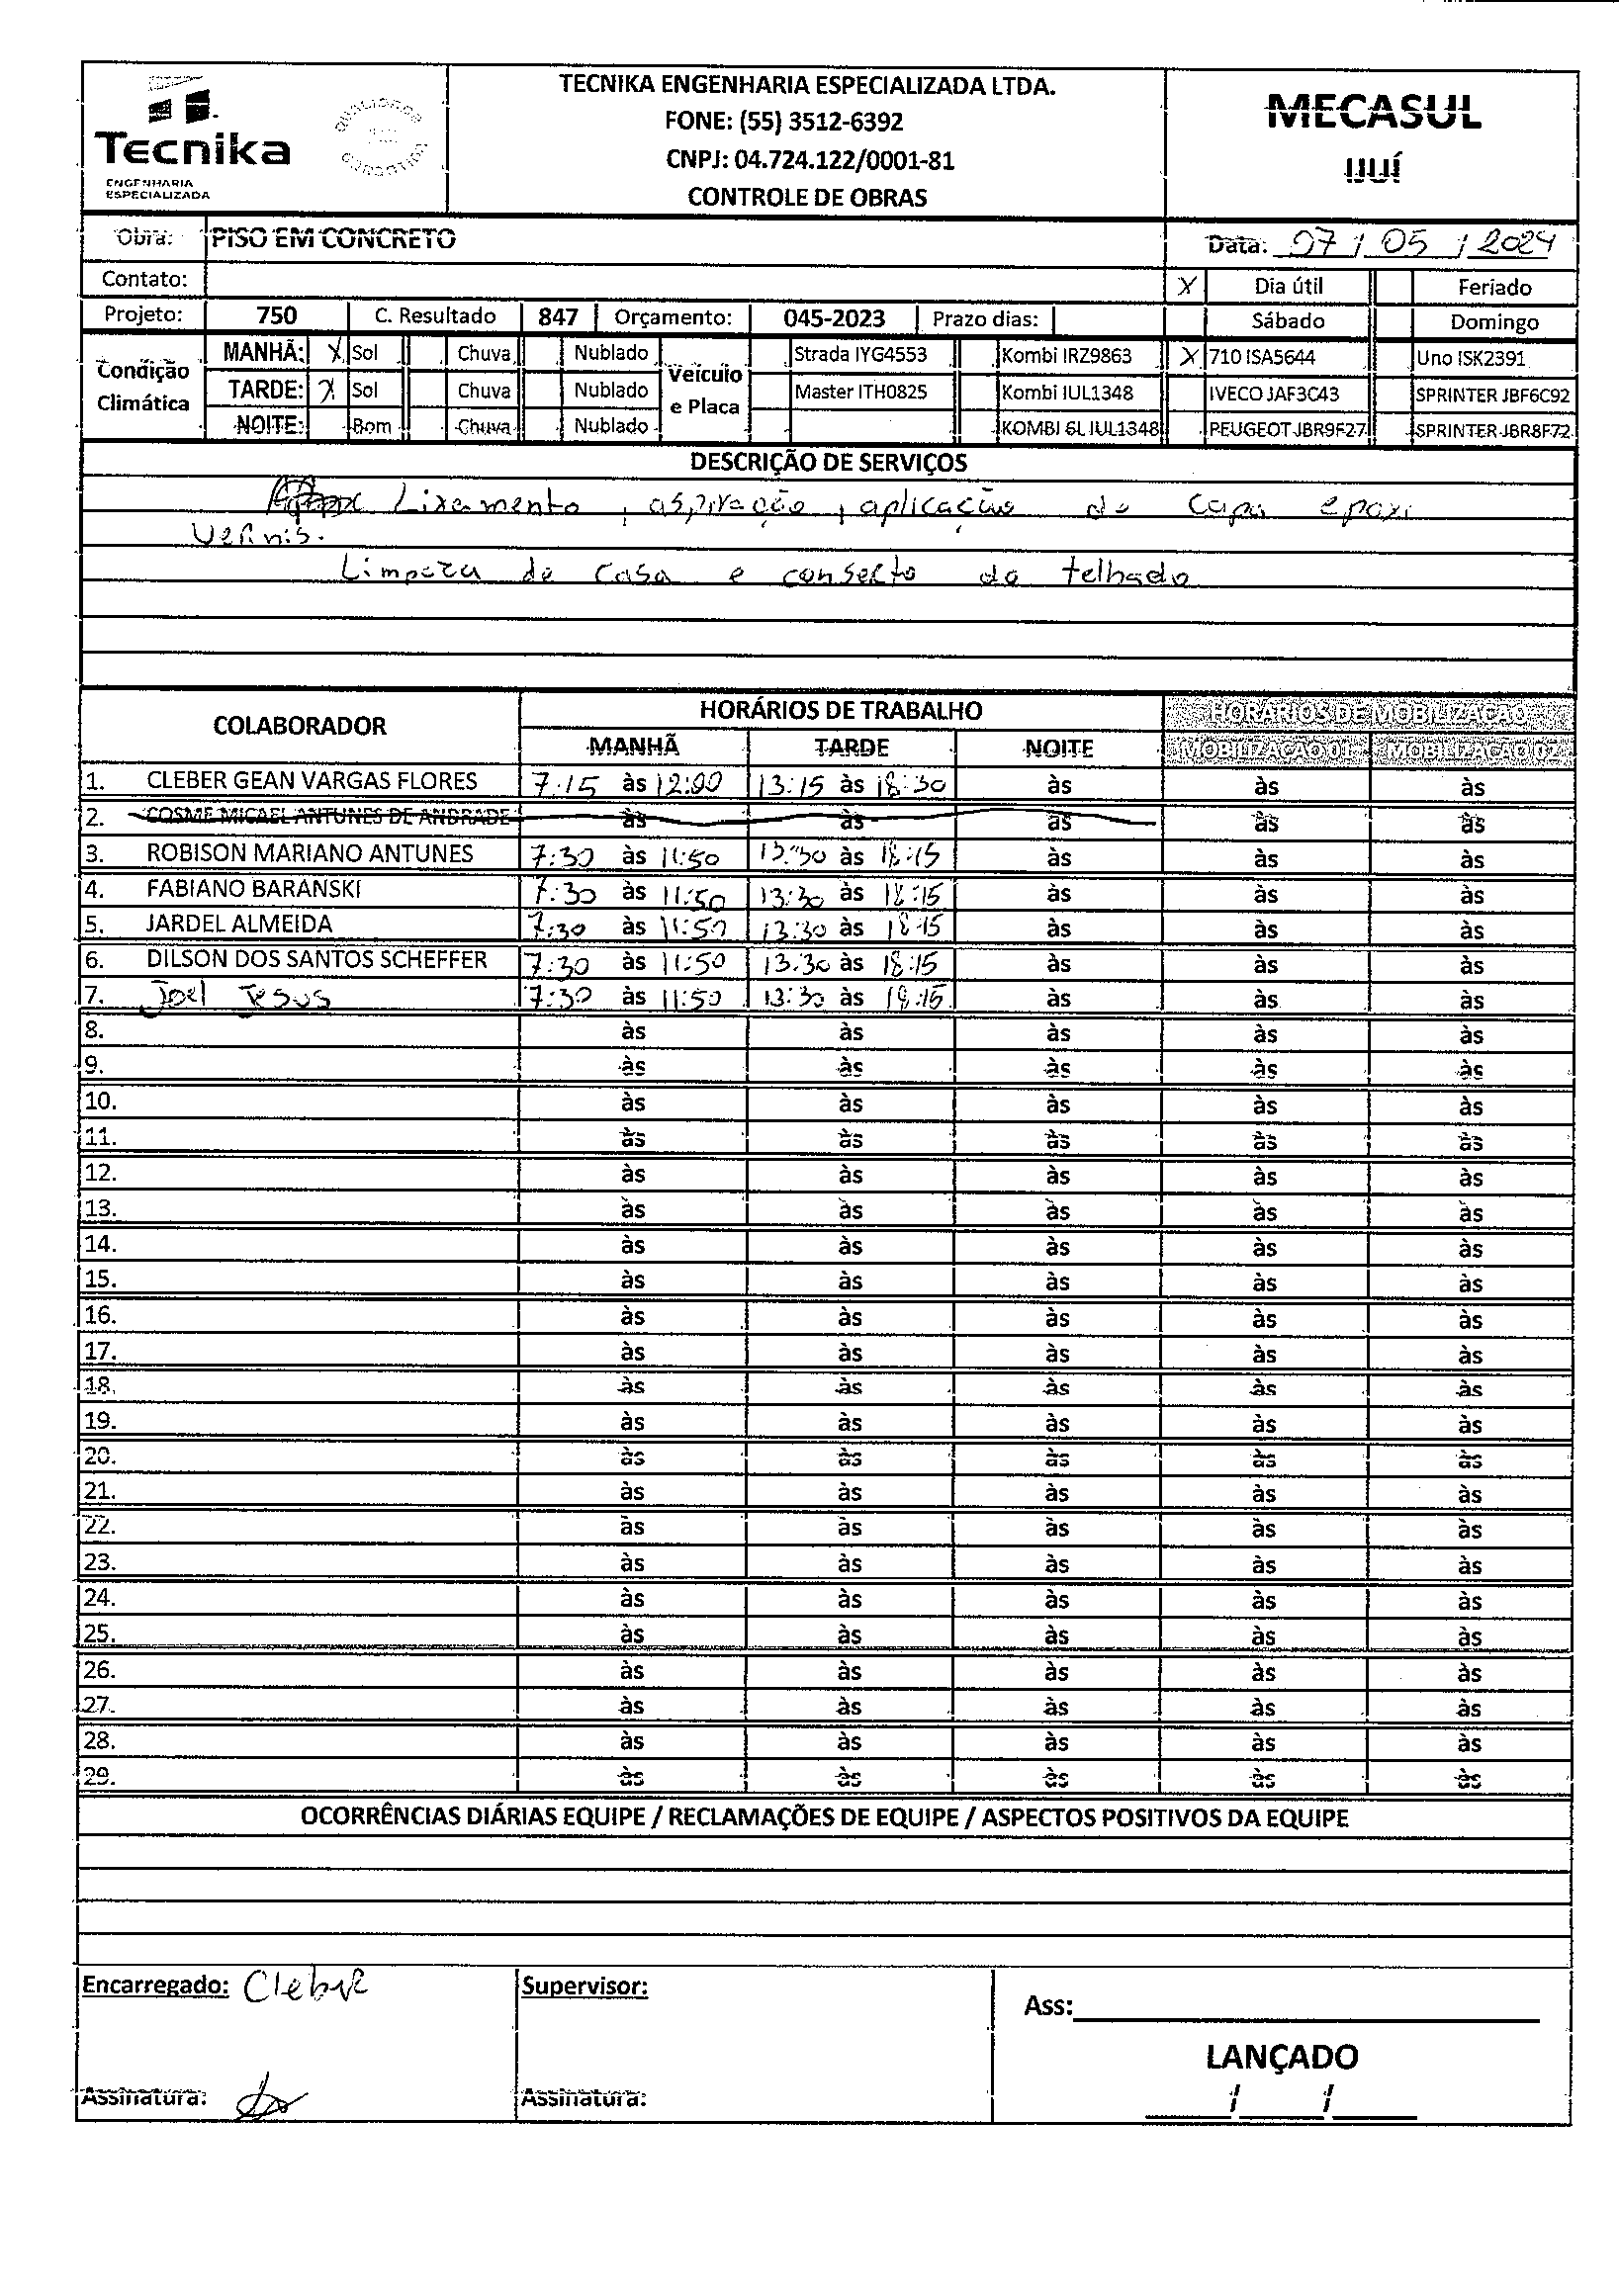 Tecnika
ENGENHARIA
ESPECIALIZADA
TECNIKA ENGENHARIA ESPECIALIZADA LTDA.
FONE: (55) 3512-6392
CNPJ: 04.724.122/0001-81
CONTROLE DE OBRAS
MECASUL
IJUÍ
Obra: PISO EM CONCRETO Data: 07 / 05 / 2024
Contato: X Dia útil Feriado
Projeto: 750 C. Resultado 847 Orçamento: 045-2023 Prazo dias: Sábado Domingo
Condição Climática
MANHÃ: X Sol Chuva Nublado
TARDE: X Sol Chuva Nublado
NOITE: Bom Chuva Nublado
Veículo e Placa
Strada IYG4553 Kombi IRZ9863 X 710 ISA5644 Uno ISK2391
Master ITH0825 Kombi IUL1348 IVECO JAF3C43 SPRINTER JBF6C92
KOMBI 6L IUL1348 PEUGEOT JBR9F27 SPRINTER JBR8F72
DESCRIÇÃO DE SERVIÇOS
Lixamento, aspiração, aplicação de capa epoxi
Vernis.
Limpeza de casa e conserto do telhado
COLABORADOR HORÁRIOS DE TRABALHO HORÁRIOS DE MOBILIZAÇÃO
MANHÃ TARDE NOITE MOBILIZAÇÃO 01 MOBILIZAÇÃO 02
1. CLEBER GEAN VARGAS FLORES 7:15 às 12:00 13:15 às 18:30 às às às
2. COSME MICAEL ANTUNES DE ANDRADE às às às às às
3. ROBISON MARIANO ANTUNES 7:30 às 11:50 13:30 às 18:15 às às às
4. FABIANO BARANSKI 7:30 às 11:50 13:30 às 18:15 às às às
5. JARDEL ALMEIDA 7:30 às 11:50 13:30 às 18:15 às às às
6. DILSON DOS SANTOS SCHEFFER 7:30 às 11:50 13:30 às 18:15 às às às
7. Joel Jesus 7:30 às 11:50 13:30 às 18:15 às às às
8. às às às às às
9. às às às às às
10. às às às às às
11. às às às às às
12. às às às às às
13. às às às às às
14. às às às às às
15. às às às às às
16. às às às às às
17. às às às às às
18. às às às às às
19. às às às às às
20. às às às às às
21. às às às às às
22. às às às às às
23. às às às às às
24. às às às às às
25. às às às às às
26. às às às às às
27. às às às às às
28. às às às às às
29. às às às às às
OCORRÊNCIAS DIÁRIAS EQUIPE / RECLAMAÇÕES DE EQUIPE / ASPECTOS POSITIVOS DA EQUIPE
Encarregado: Cleber Supervisor: Ass:
LANÇADO
Assinatura: Assinatura: / /